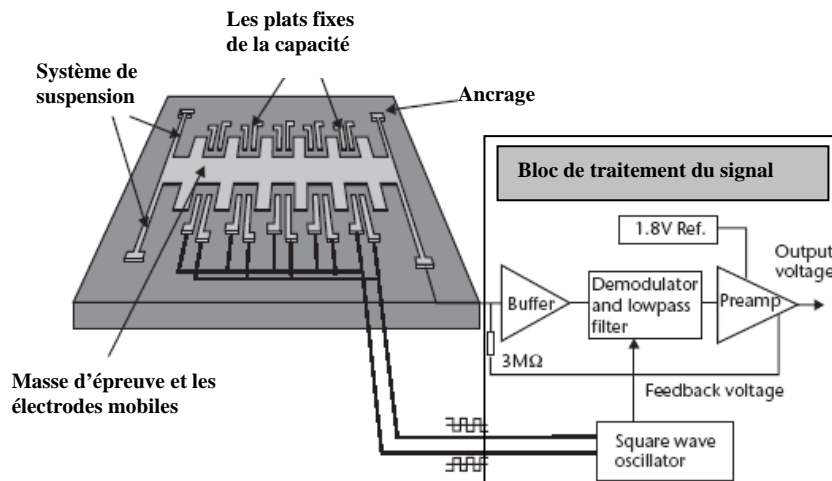 Les plats fixes
de la capacité
Système de
suspension
Ancrage
Bloc de traitement du signal
1.8V Ref.
Output
voltage
Buffer
Demodulator
and lowpass
filter
Preamp
3MΩ
Feedback voltage
Masse d'épreuve et les
électrodes mobiles
Square wave
oscillator